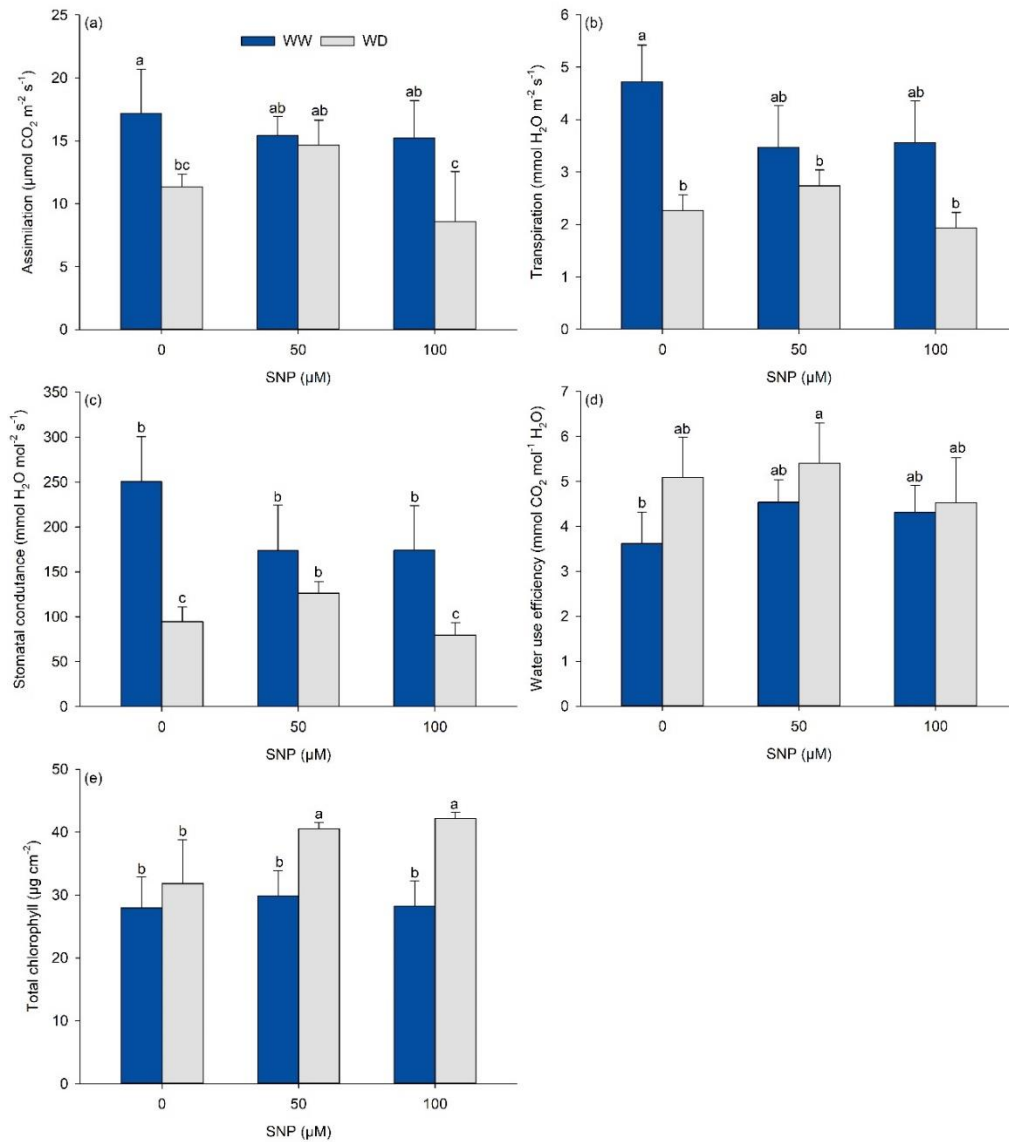 (a)
WW WD
Assimilation (µmol CO₂ m⁻² s⁻¹)
25
20
15
10
5
0
a
bc
ab
ab
ab
c
0 50 100
SNP (µM)
(b)
Transpiration (mmol H₂O m⁻² s⁻¹)
6
5
4
3
2
1
0
a
b
ab
b
ab
b
0 50 100
SNP (µM)
(c)
Stomatal condutance (mmol H₂O mol⁻² s⁻¹)
350
300
250
200
150
100
50
0
b
c
b
b
b
c
0 50 100
SNP (µM)
(d)
Water use efficiency (mmol CO₂ mol⁻¹ H₂O)
7
6
5
4
3
2
1
0
b
ab
ab
a
ab
ab
0 50 100
SNP (µM)
(e)
Total chlorophyll (µg cm⁻²)
50
40
30
20
10
0
b
b
b
a
b
a
0 50 100
SNP (µM)